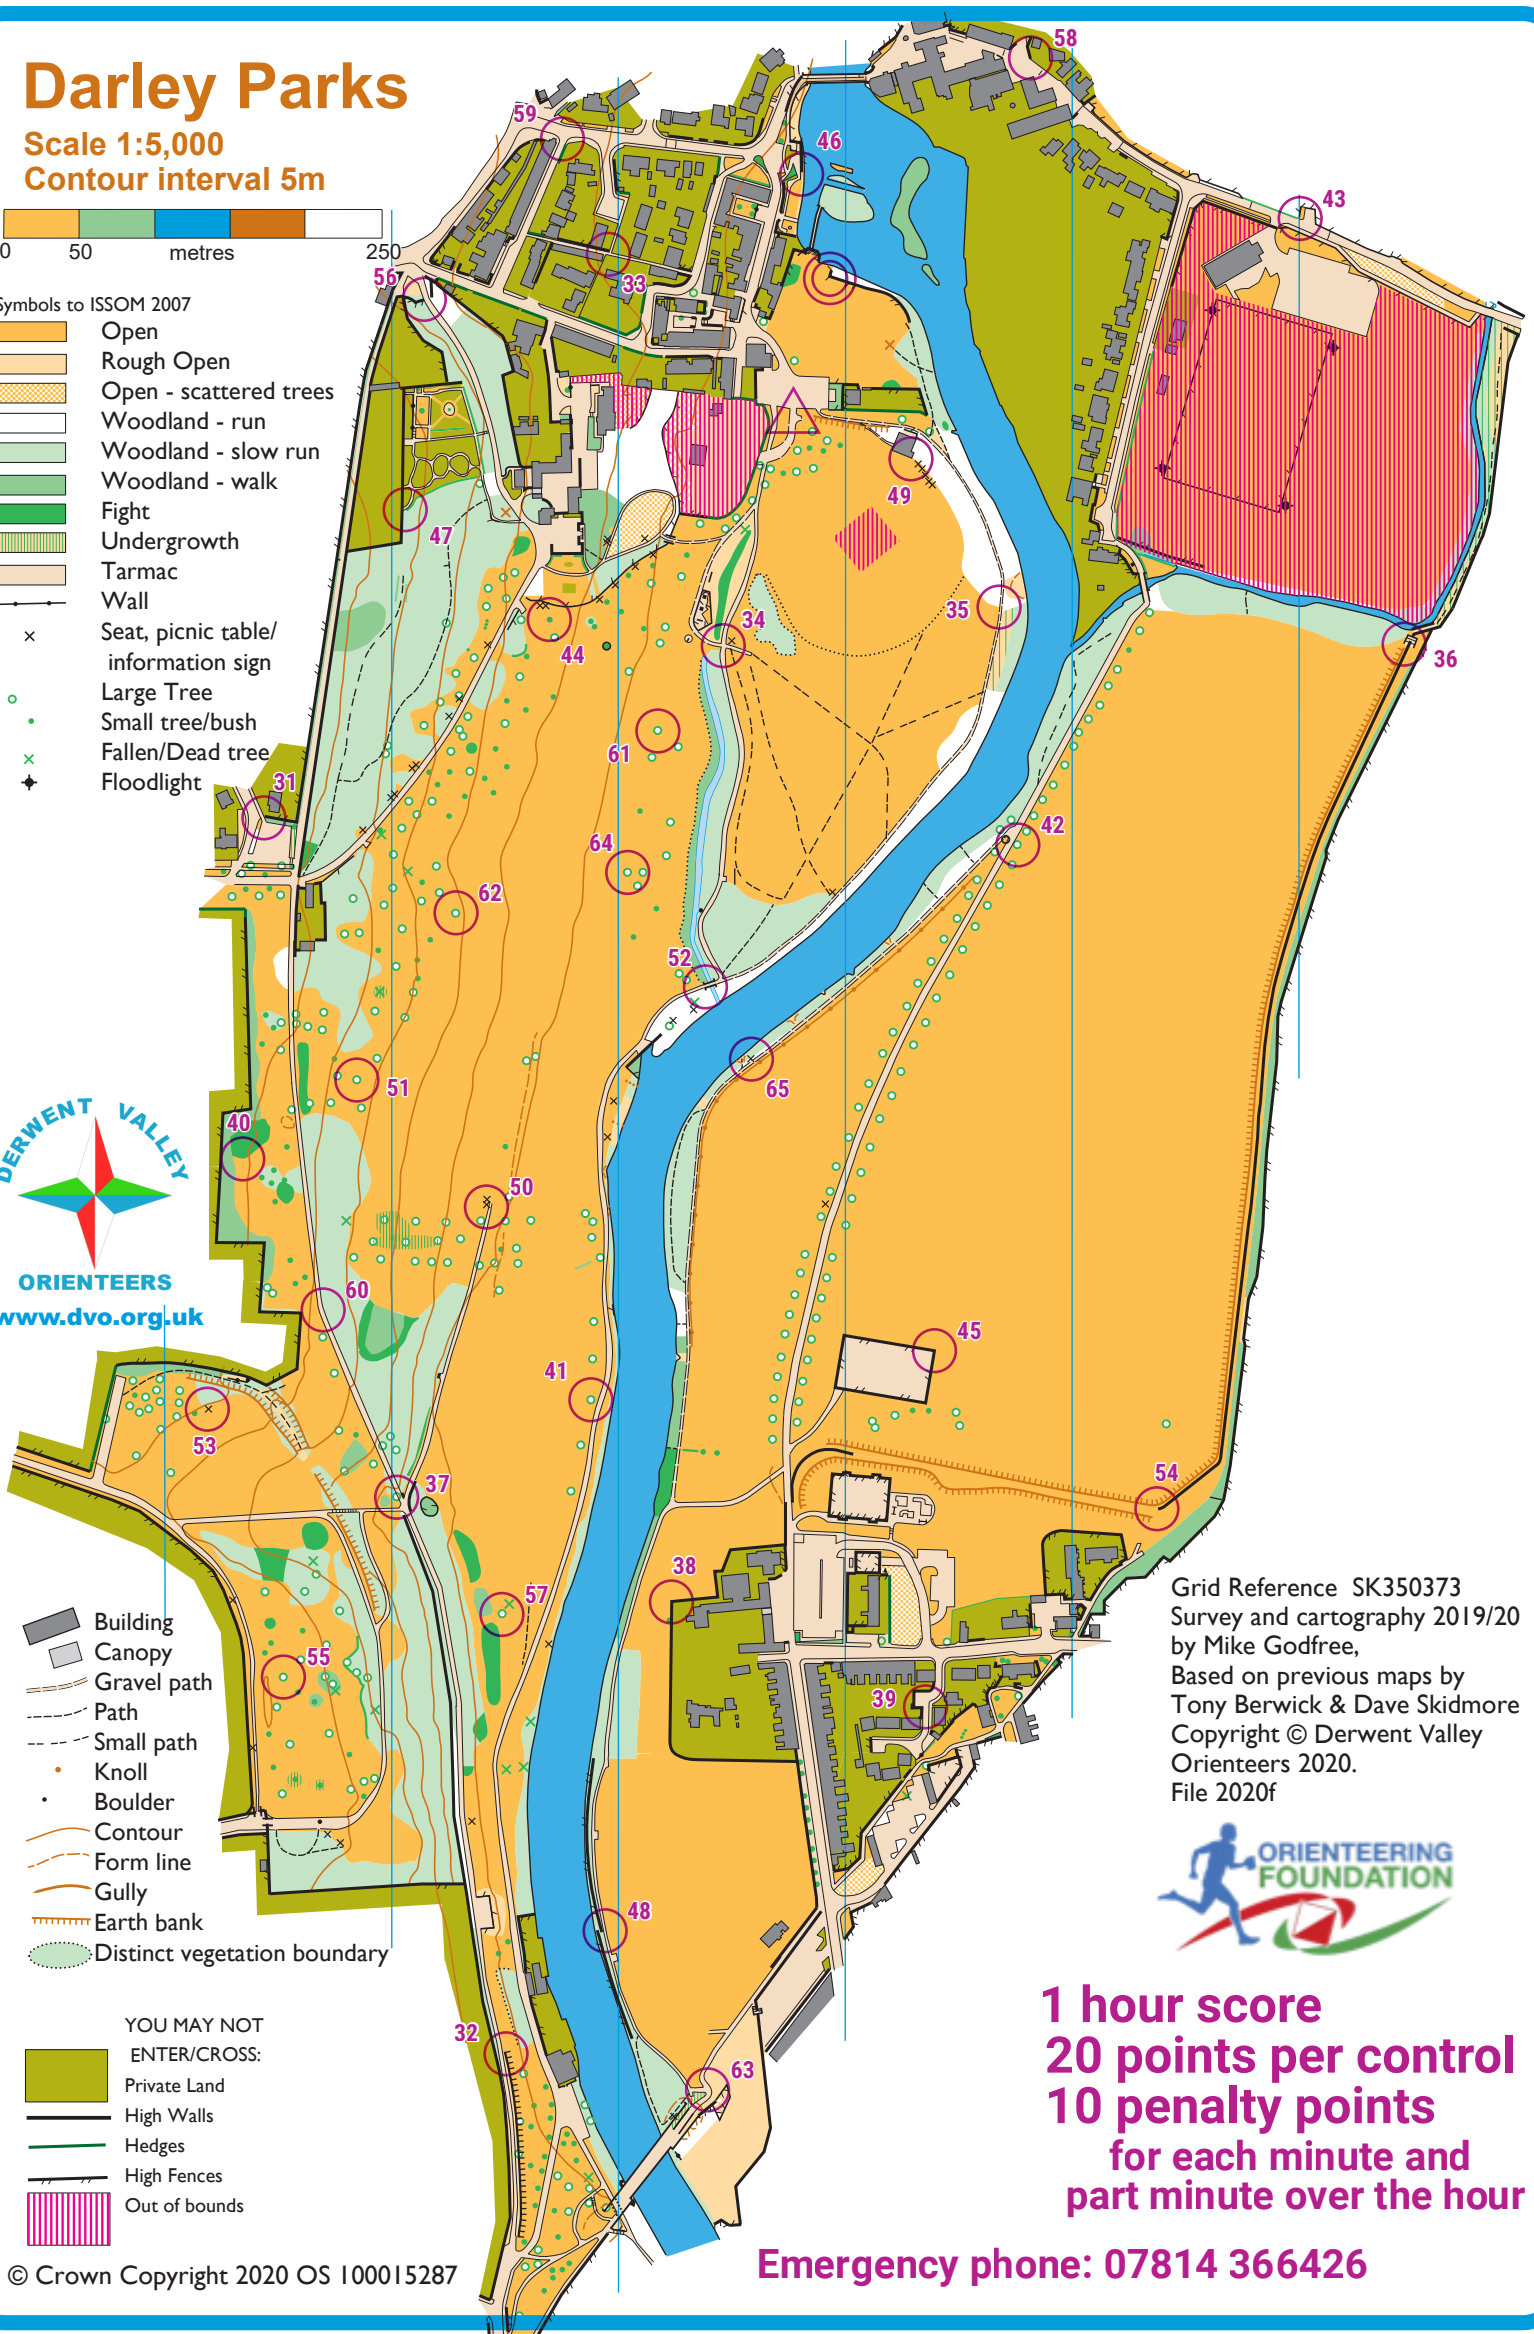 Darley Parks
Scale 1:5,000
Contour interval 5m
0 50 metres 250
Symbols to ISSOM 2007
Open
Rough Open
Open - scattered trees
Woodland - run
Woodland - slow run
Woodland - walk
Fight
Undergrowth
Tarmac
Wall
Seat, picnic table/
information sign
Large Tree
Small tree/bush
Fallen/Dead tree
Floodlight
58
59
46
43
56
33
49
47
35
34
36
44
61
31
42
64
62
52
65
51
40
50
60
45
41
53
37
54
38
57
55
39
48
32
63
DERWENT VALLEY
ORIENTEERS
www.dvo.org.uk
Building
Canopy
Gravel path
Path
Small path
Knoll
Boulder
Contour
Form line
Gully
Earth bank
Distinct vegetation boundary
YOU MAY NOT
ENTER/CROSS:
Private Land
High Walls
Hedges
High Fences
Out of bounds
© Crown Copyright 2020 OS 100015287
Grid Reference SK350373
Survey and cartography 2019/20
by Mike Godfree,
Based on previous maps by
Tony Berwick & Dave Skidmore
Copyright © Derwent Valley
Orienteers 2020.
File 2020f
ORIENTEERING
FOUNDATION
1 hour score
20 points per control
10 penalty points
for each minute and
part minute over the hour
Emergency phone: 07814 366426